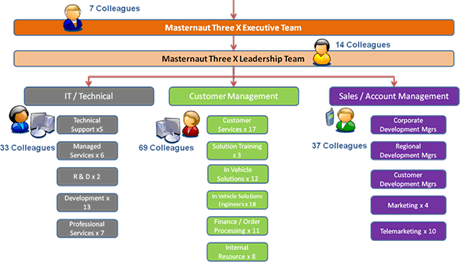 7 Colleagues
Masternaut Three X Executive Team
14 Colleagues
Masternaut Three X Leadership Team
IT / Technical
Customer Management
Sales / Account Management
33 Colleagues
Technical
Support x5
Managed
Services x 6
R & D x 2
Development x
13
Professional
Services x 7
69 Colleagues
Customer
Services x 17
Solution Training
x 3
In Vehicle
Solutions x 12
In Vehicle Solutions
Engineers x 18
Finance / Order
Processing x 11
Internal
Resource x 8
37 Colleagues
Corporate
Development Mgrs
Regional
Development Mgrs
Customer
Development Mgrs
Marketing x 4
Telemarketing x 10